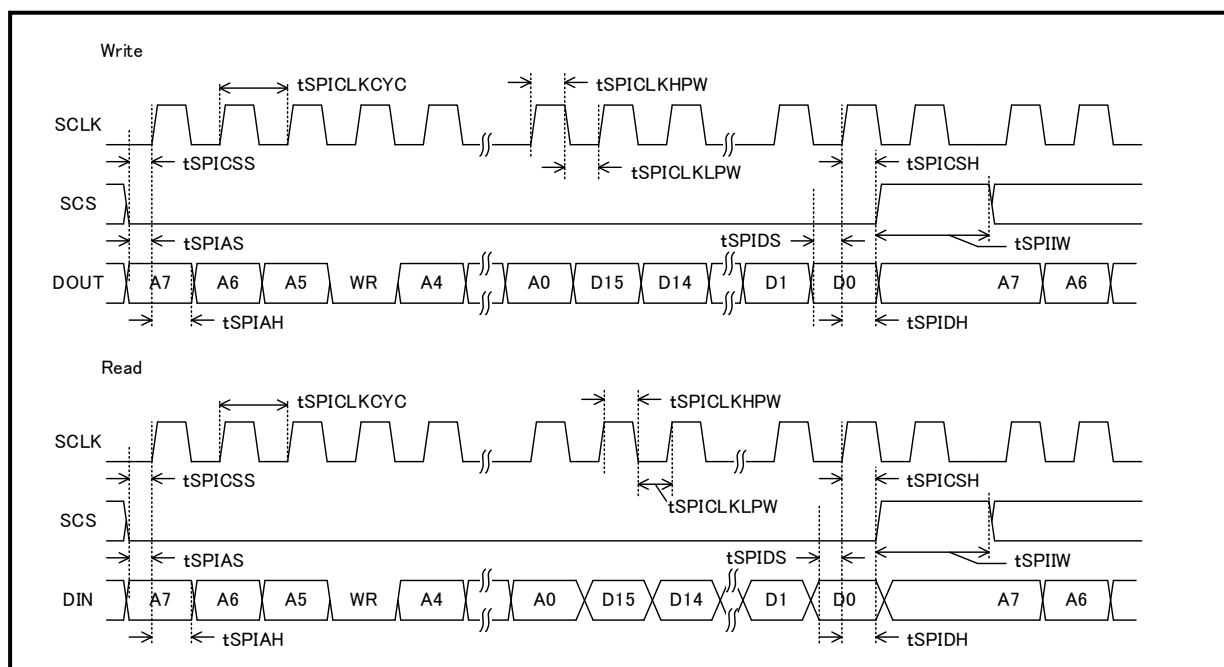 Write
tSPICLKCYC tSPICLKHPW
SCLK
tSPICSS tSPICLKLPW tSPICSH
SCS
tSPIAS tSPIDS tSPIIW
DOUT A7 A6 A5 WR A4 A0 D15 D14 D1 D0 A7 A6
tSPIAH tSPIDH
Read
tSPICLKCYC tSPICLKHPW
SCLK
tSPICSS tSPICSH
tSPICLKLPW
SCS
tSPIAS tSPIDS tSPIIW
DIN A7 A6 A5 WR A4 A0 D15 D14 D1 D0 A7 A6
tSPIAH tSPIDH